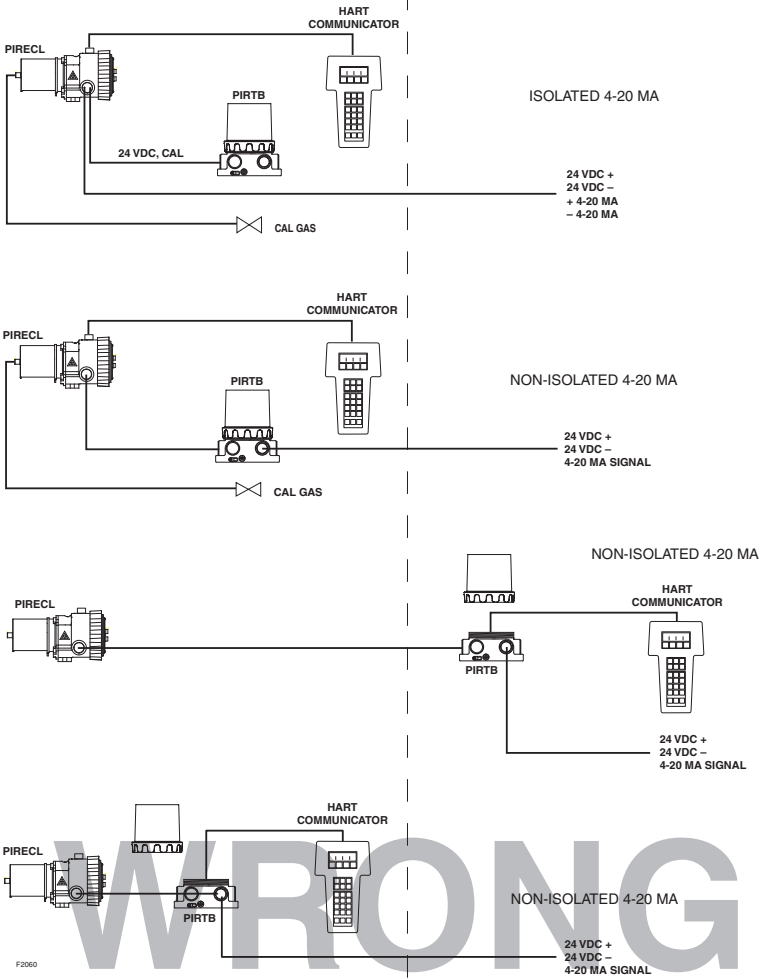 HART
COMMUNICATOR
PIRECL
PIRTB
ISOLATED 4-20 MA
24 VDC, CAL
24 VDC +
24 VDC –
+ 4-20 MA
– 4-20 MA
CAL GAS
HART
COMMUNICATOR
PIRECL
PIRTB
NON-ISOLATED 4-20 MA
24 VDC +
24 VDC –
4-20 MA SIGNAL
CAL GAS
NON-ISOLATED 4-20 MA
HART
COMMUNICATOR
PIRECL
PIRTB
24 VDC +
24 VDC –
4-20 MA SIGNAL
HART
COMMUNICATOR
PIRECL
WRONG
NON-ISOLATED 4-20 MA
PIRTB
24 VDC +
24 VDC –
4-20 MA SIGNAL
F2060